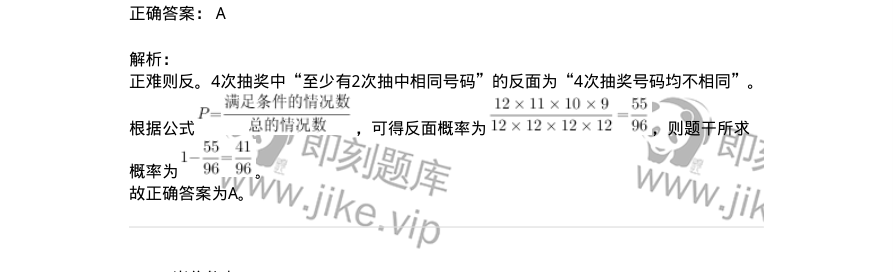 正确答案： A
解析：
正难则反。4次抽奖中“至少有2次抽中相同号码”的反面为“4次抽奖号码均不相同”。
根据公式 P=满足条件的情况数/总的情况数，可得反面概率为 12×11×10×9/12×12×12×12=55/96，则题干所求
概率为 1-55/96=41/96。
故正确答案为A。
即刻题库
www.jike.vip
即刻
www.jik